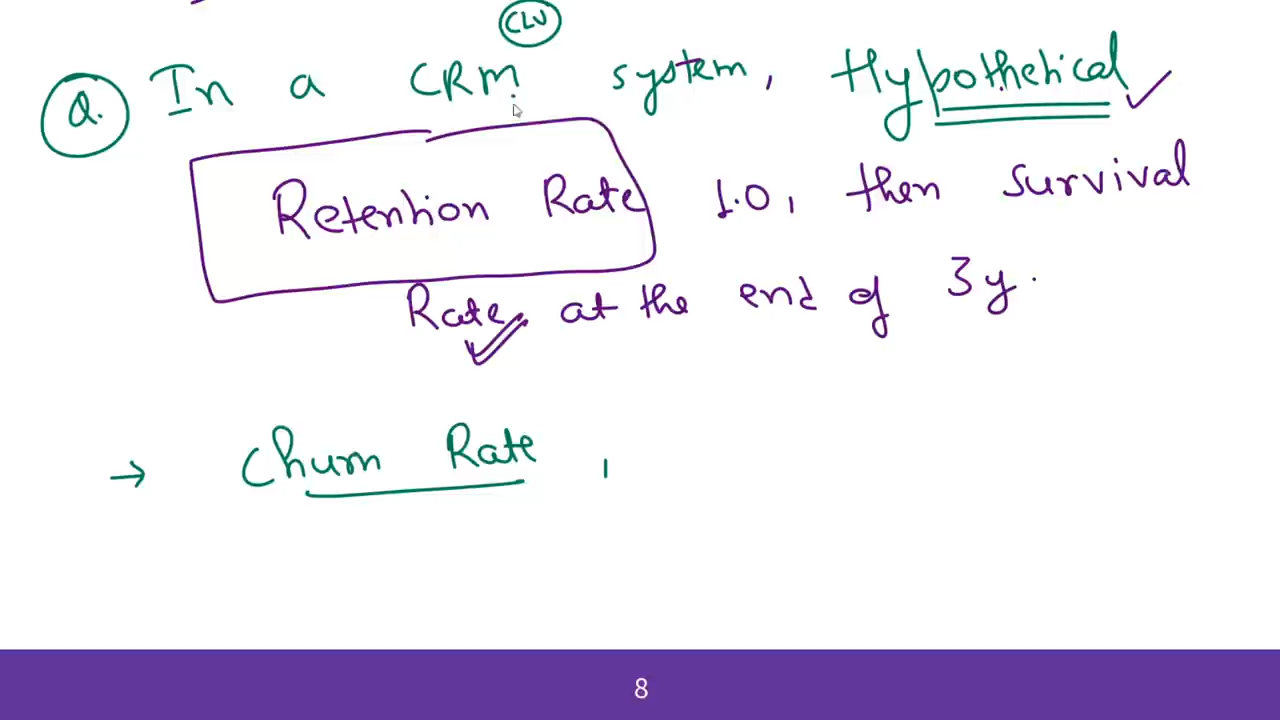 CLV
Q. In a CRM system, Hypothetical
Retention Rate 1.0, then survival
Rate at the end of 3y.
→ Churn Rate ,
8